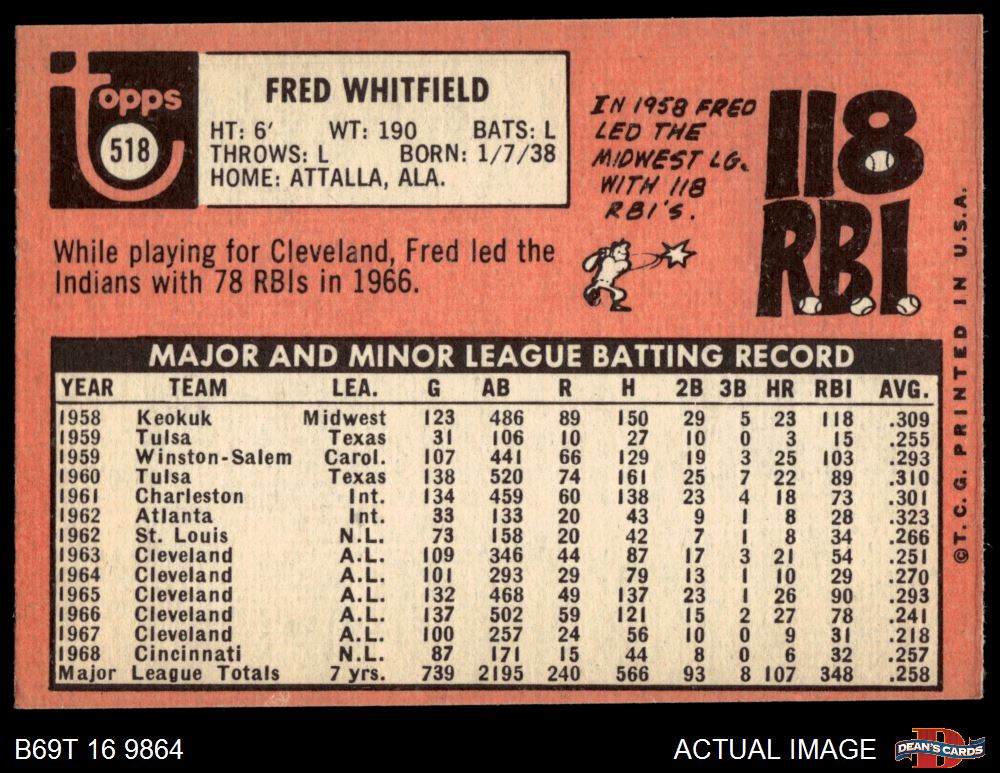 Topps
518
FRED WHITFIELD
HT: 6' WT: 190 BATS: L
THROWS: L BORN: 1/7/38
HOME: ATTALLA, ALA.
IN 1958 FRED
LED THE
MIDWEST LG.
WITH 118
RBI'S.
118
RBI
While playing for Cleveland, Fred led the
Indians with 78 RBIs in 1966.
MAJOR AND MINOR LEAGUE BATTING RECORD
YEAR TEAM LEA. G AB R H 2B 3B HR RBI AVG.
1958 Keokuk Midwest 123 486 89 150 29 5 23 118 .309
1959 Tulsa Texas 31 106 10 27 10 0 3 15 .255
1959 Winston-Salem Carol. 107 441 66 129 19 3 25 103 .293
1960 Tulsa Texas 138 520 74 161 25 7 22 89 .310
1961 Charleston Int. 134 459 60 138 23 4 18 73 .301
1962 Atlanta Int. 33 133 20 43 9 1 8 28 .323
1962 St. Louis N.L. 73 158 20 42 7 1 8 34 .266
1963 Cleveland A.L. 109 346 44 87 17 3 21 54 .251
1964 Cleveland A.L. 101 293 29 79 13 1 10 29 .270
1965 Cleveland A.L. 132 468 49 137 23 1 26 90 .293
1966 Cleveland A.L. 137 502 59 121 15 2 27 78 .241
1967 Cleveland A.L. 100 257 24 56 10 0 9 31 .218
1968 Cincinnati N.L. 87 171 15 44 8 0 6 32 .257
Major League Totals 7 yrs. 739 2195 240 566 93 8 107 348 .258
©T.C.G. PRINTED IN U.S.A.
B69T 16 9864
ACTUAL IMAGE
DEAN'S CARDS